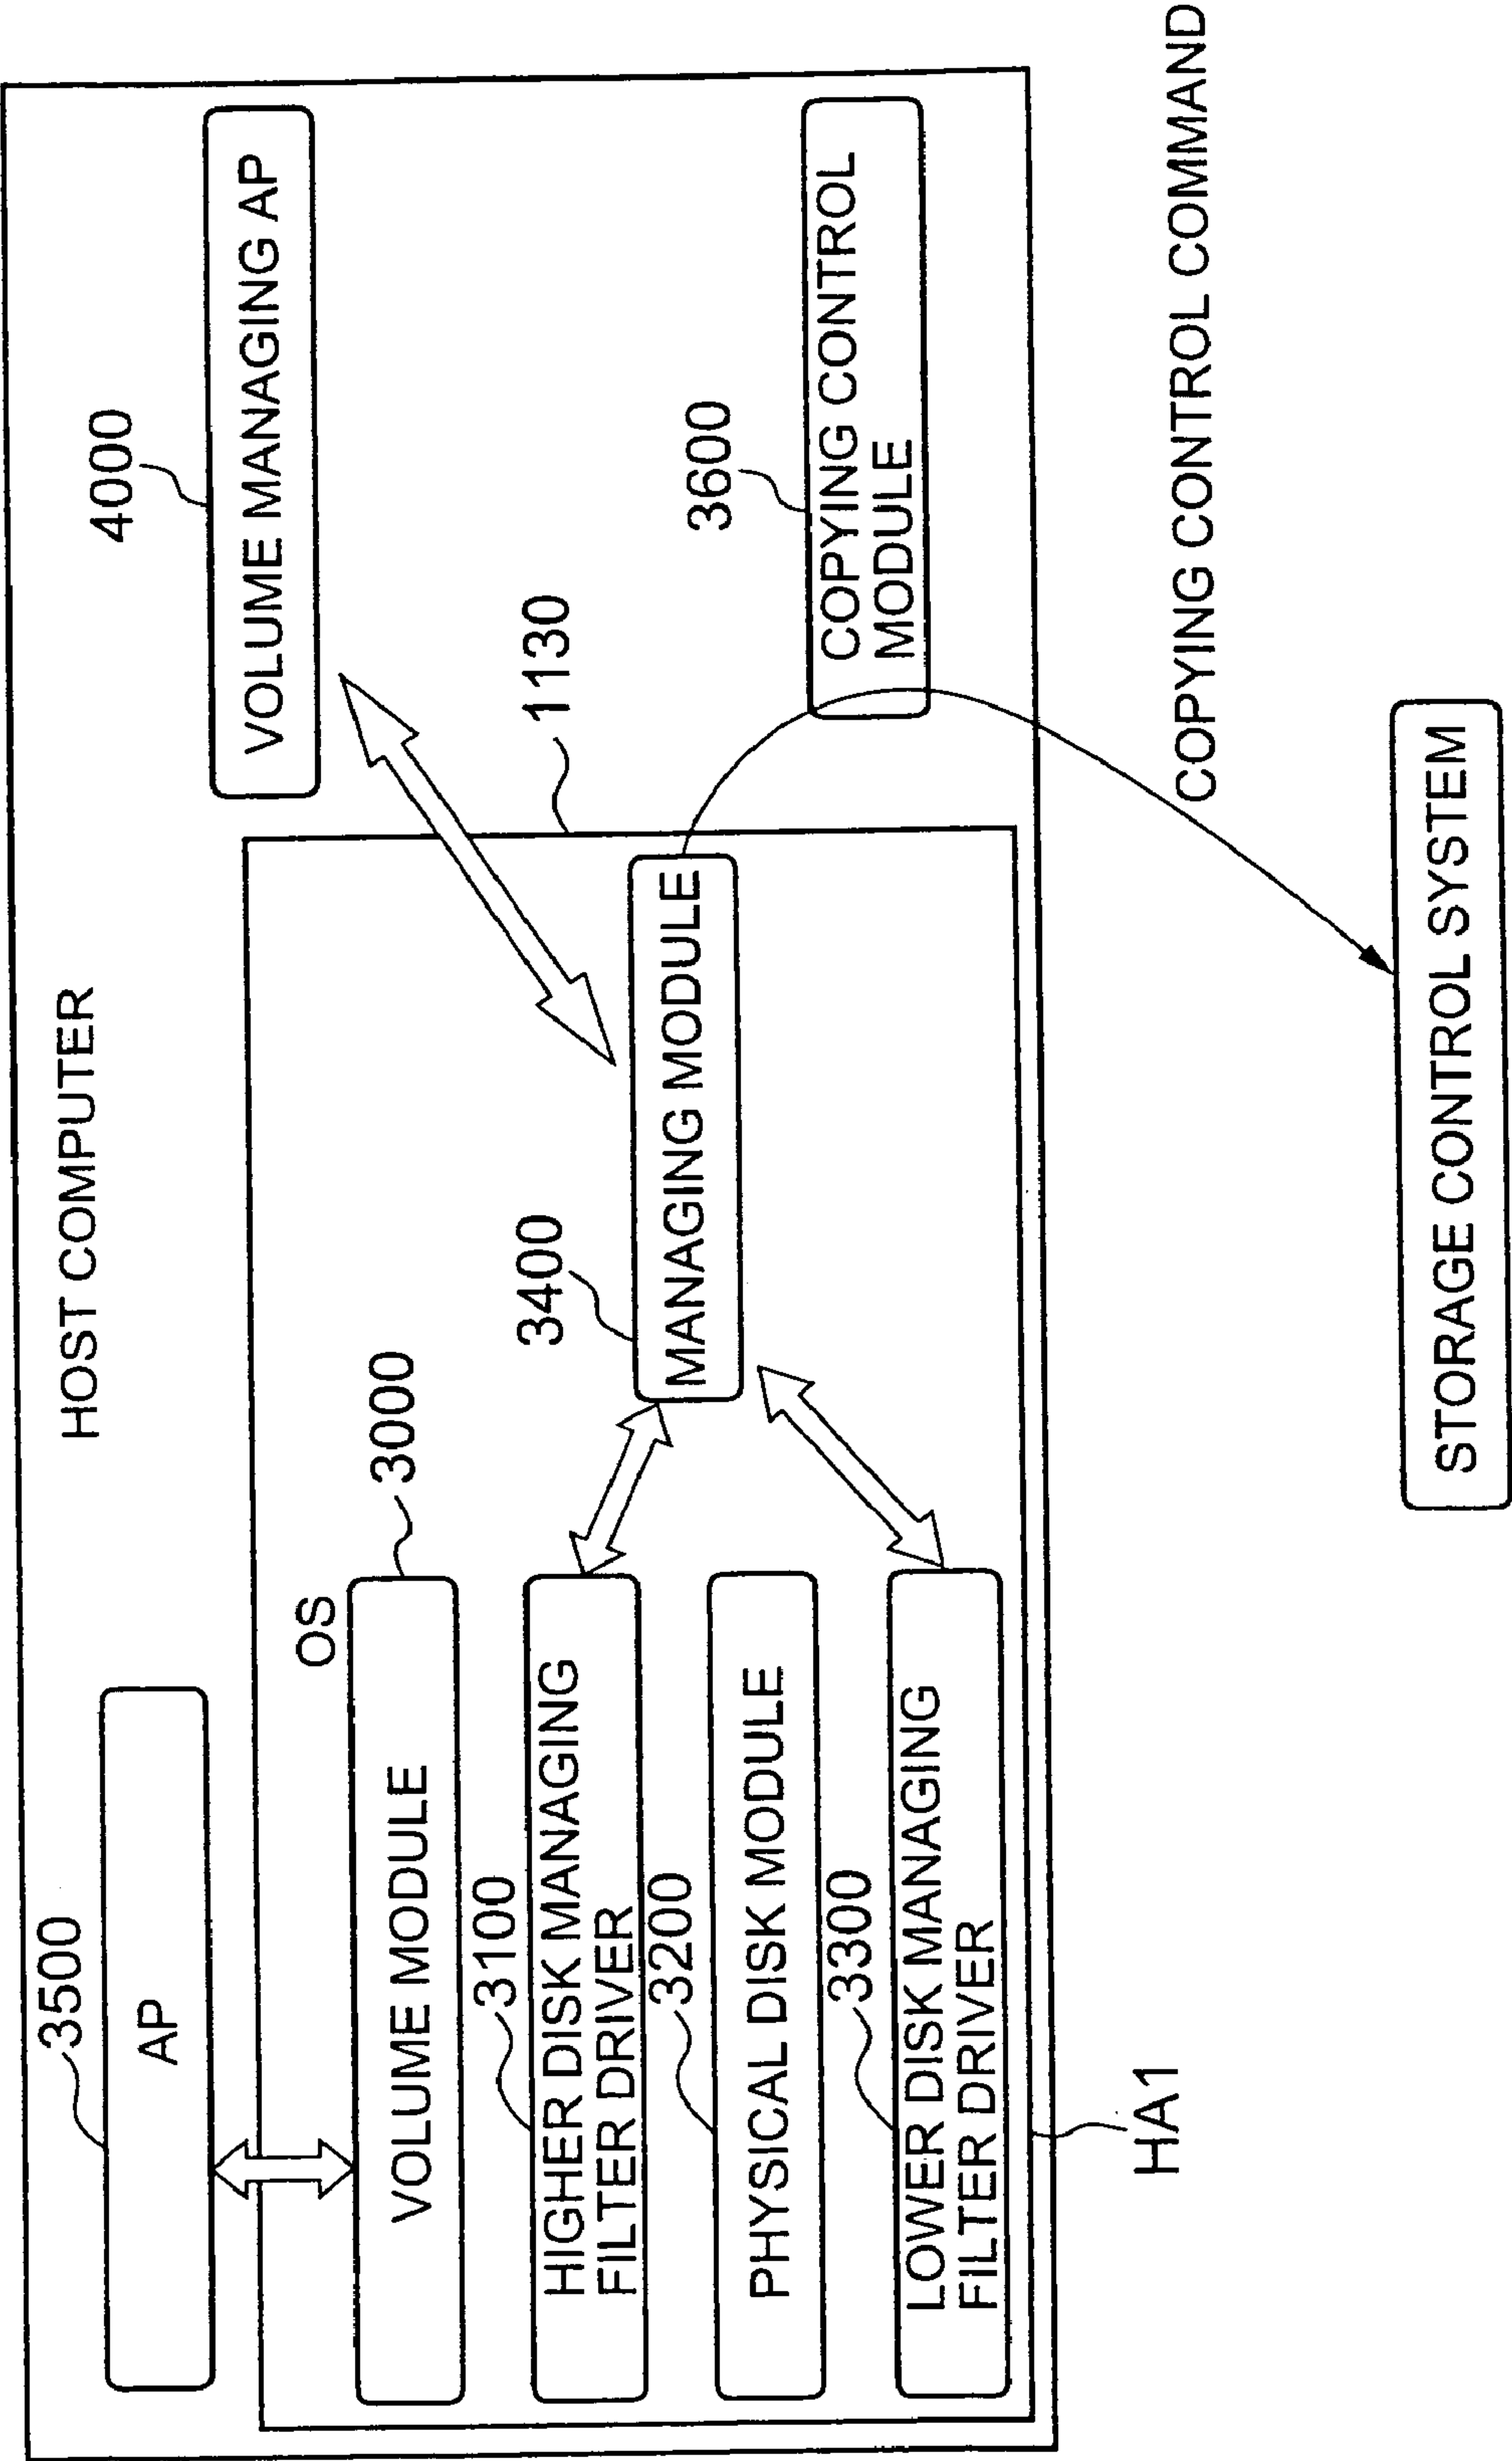 HOST COMPUTER
3500
AP
4000
VOLUME MANAGING AP
OS
3000
VOLUME MODULE
1130
3100
HIGHER DISK MANAGING
FILTER DRIVER
3400
MANAGING MODULE
3200
PHYSICAL DISK MODULE
3600
COPYING CONTROL
MODULE
3300
LOWER DISK MANAGING
FILTER DRIVER
HA1
COPYING CONTROL COMMAND
STORAGE CONTROL SYSTEM